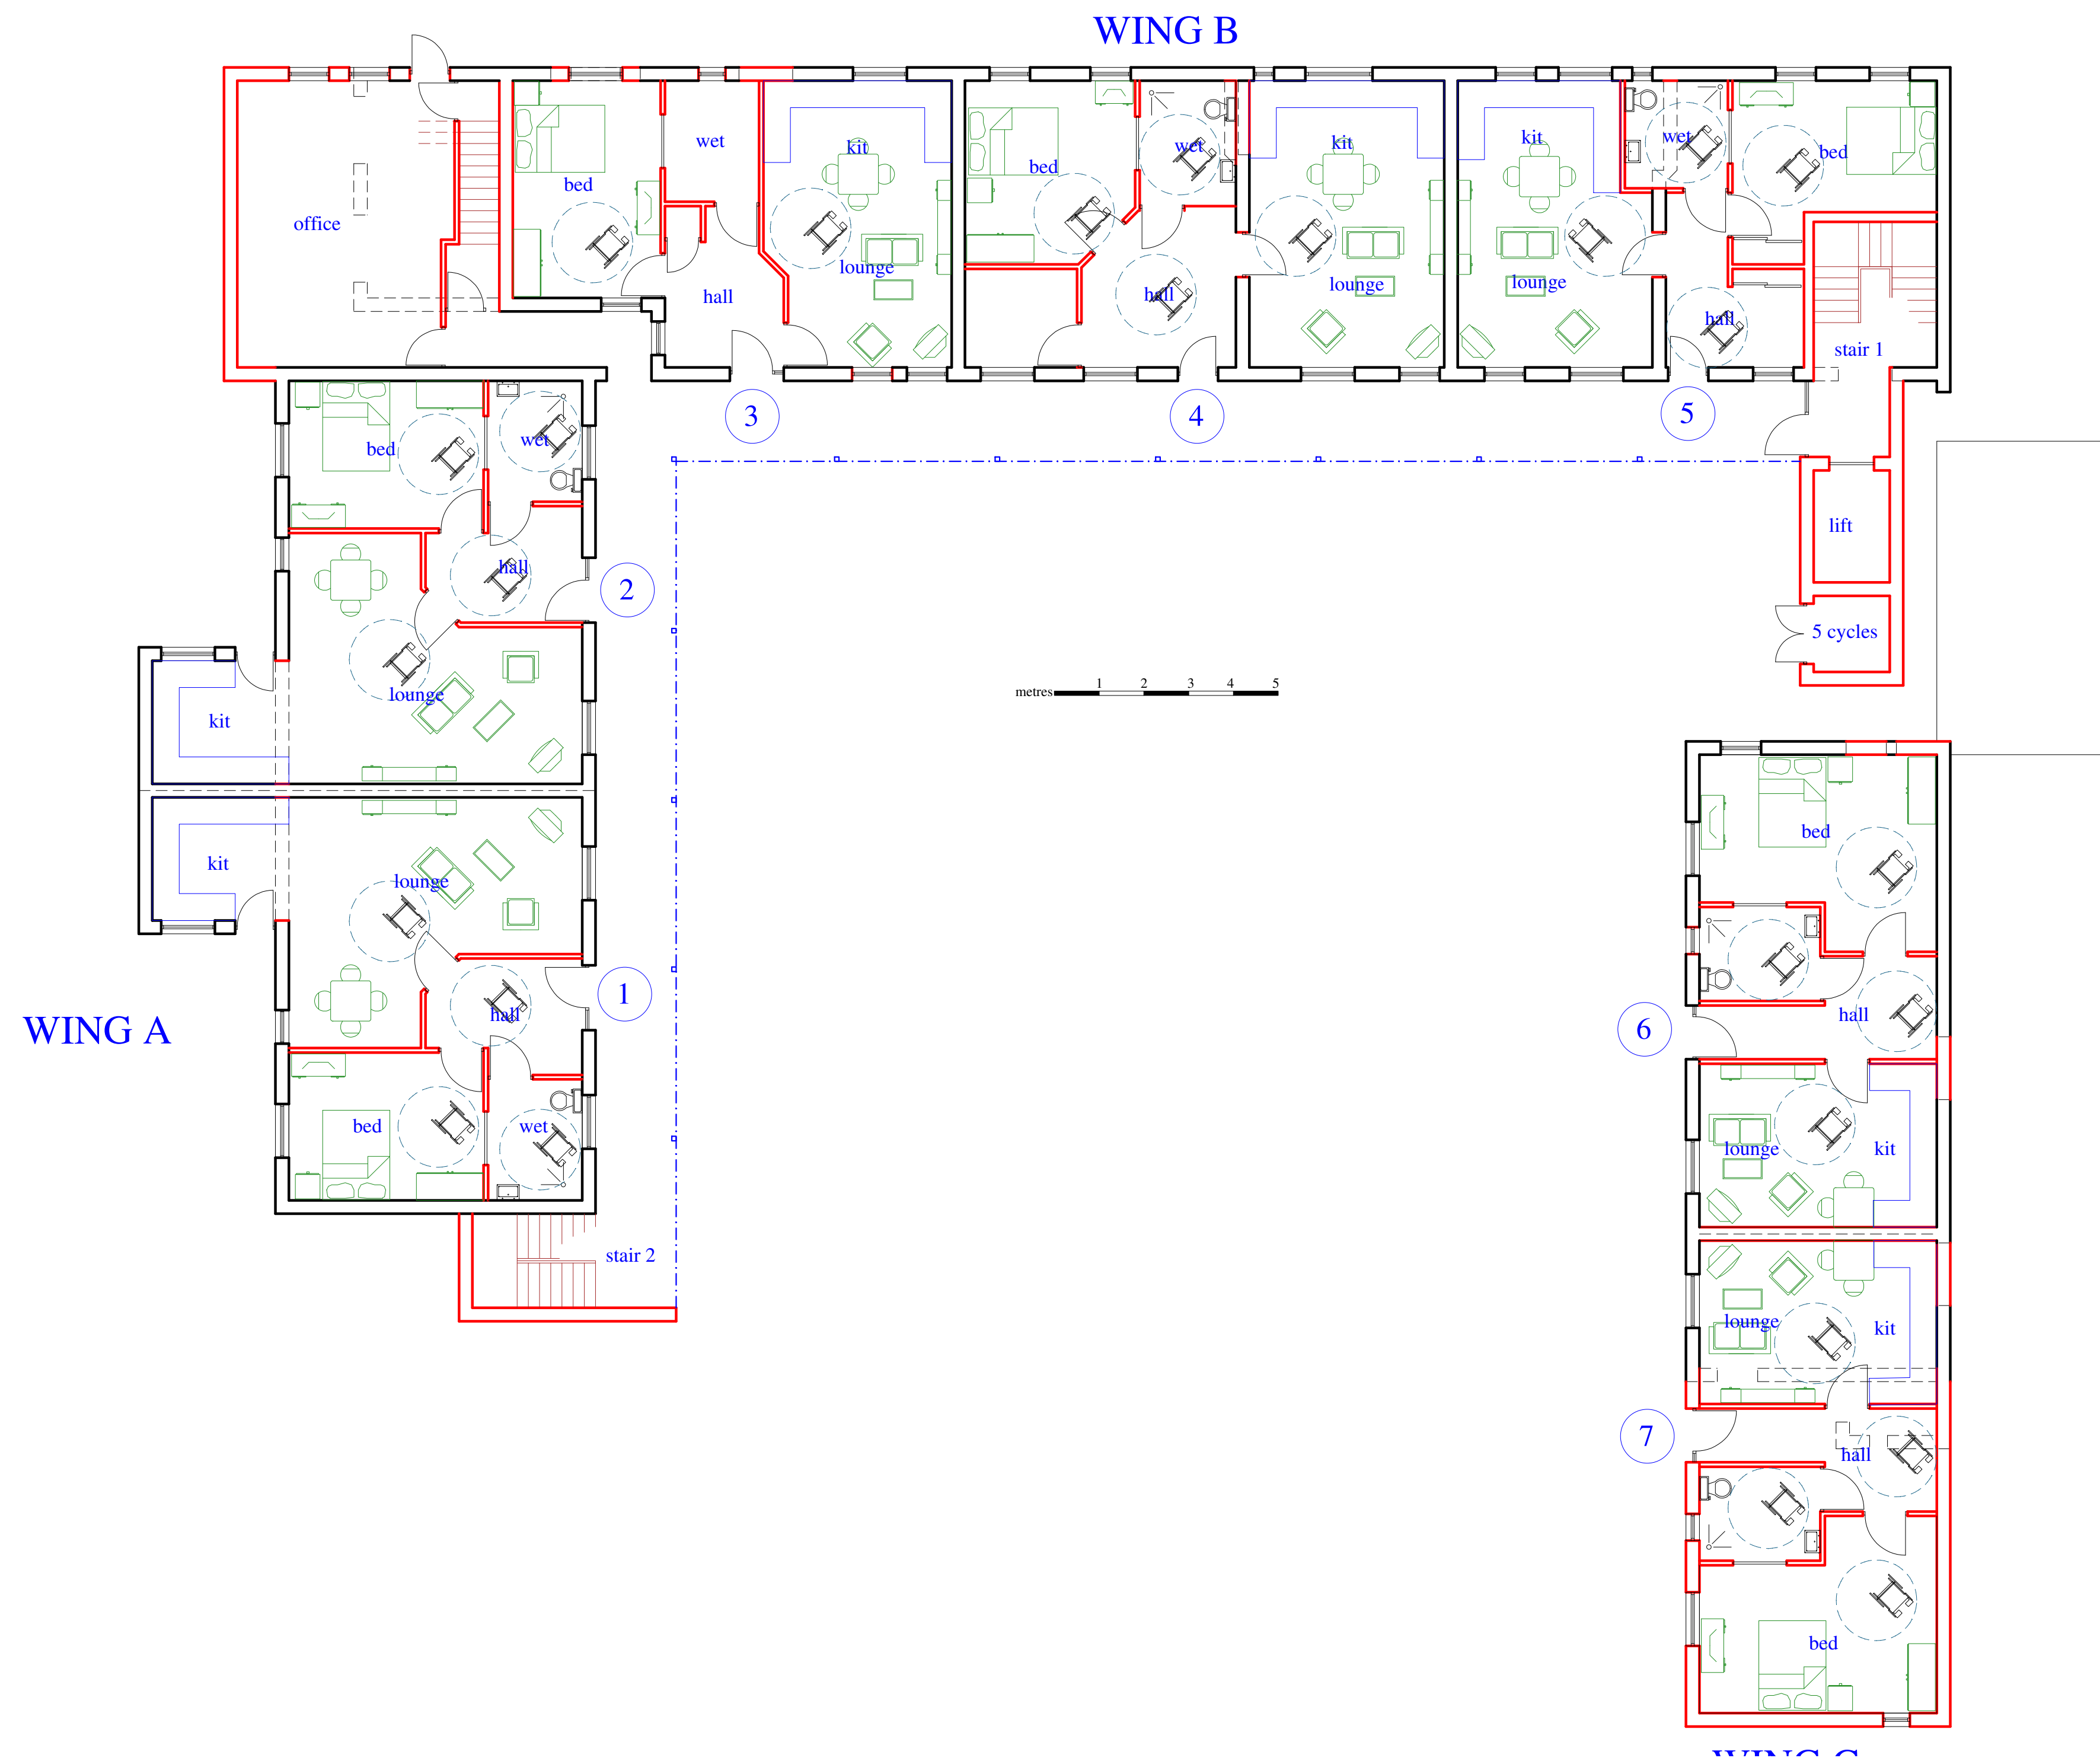 WING B
office
bed
wet
hall
kit
lounge
bed
wet
hall
kit
lounge
kit
lounge
wet
bed
hall
stair 1
3
4
5
bed
wet
hall
2
lounge
kit
lift
5 cycles
metres 1 2 3 4 5
kit
lounge
1
hall
WING A
bed
wet
stair 2
bed
6
hall
lounge
kit
lounge
kit
7
hall
bed
WING C